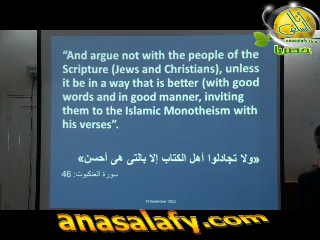 “And argue not with the people of the
Scripture (Jews and Christians), unless
it be in a way that is better (with good
words and in good manner, inviting
them to the Islamic Monotheism with
his verses”.
«ولا تجادلوا أهل الكتاب إلا بالتى هى أحسن»
سورة العنكبوت: 46
anasalafy.com
anasalafy.com